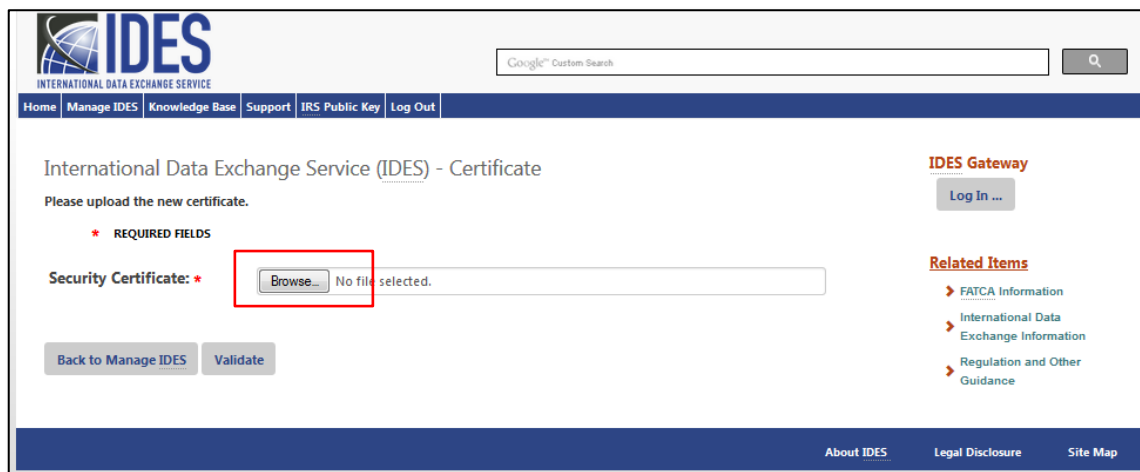 IDES
INTERNATIONAL DATA EXCHANGE SERVICE
Google™ Custom Search
Home Manage IDES Knowledge Base Support IRS Public Key Log Out
International Data Exchange Service (IDES) - Certificate
Please upload the new certificate.
* REQUIRED FIELDS
Security Certificate: *
Browse... No file selected.
Back to Manage IDES Validate
IDES Gateway
Log In ...
Related Items
FATCA Information
International Data
Exchange Information
Regulation and Other
Guidance
About IDES Legal Disclosure Site Map